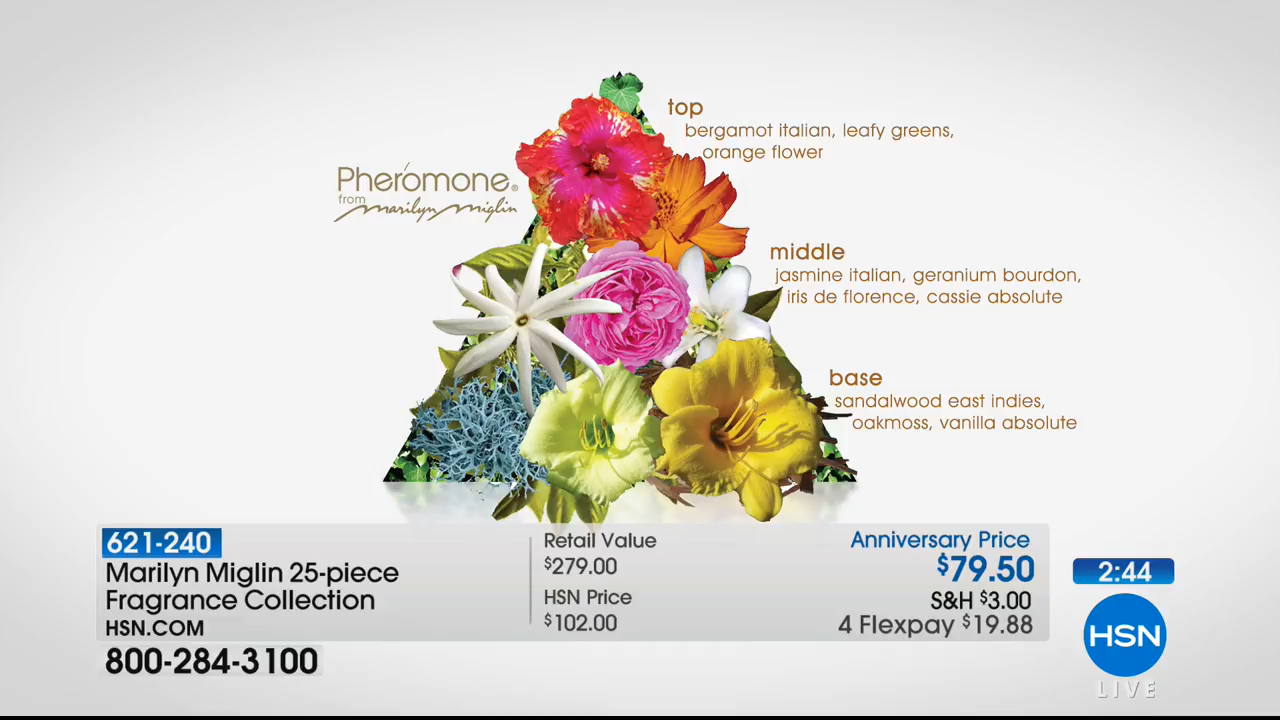 top
bergamot italian, leafy greens,
orange flower
Pheromone®
from
marilyn miglin
middle
jasmine italian, geranium bourdon,
iris de florence, cassie absolute
base
sandalwood east indies,
oakmoss, vanilla absolute
621-240
Marilyn Miglin 25-piece
Fragrance Collection
HSN.COM
800-284-3100
Retail Value
$279.00
HSN Price
$102.00
Anniversary Price
$79.50
S&H $3.00
4 Flexpay $19.88
2:44
HSN
LIVE